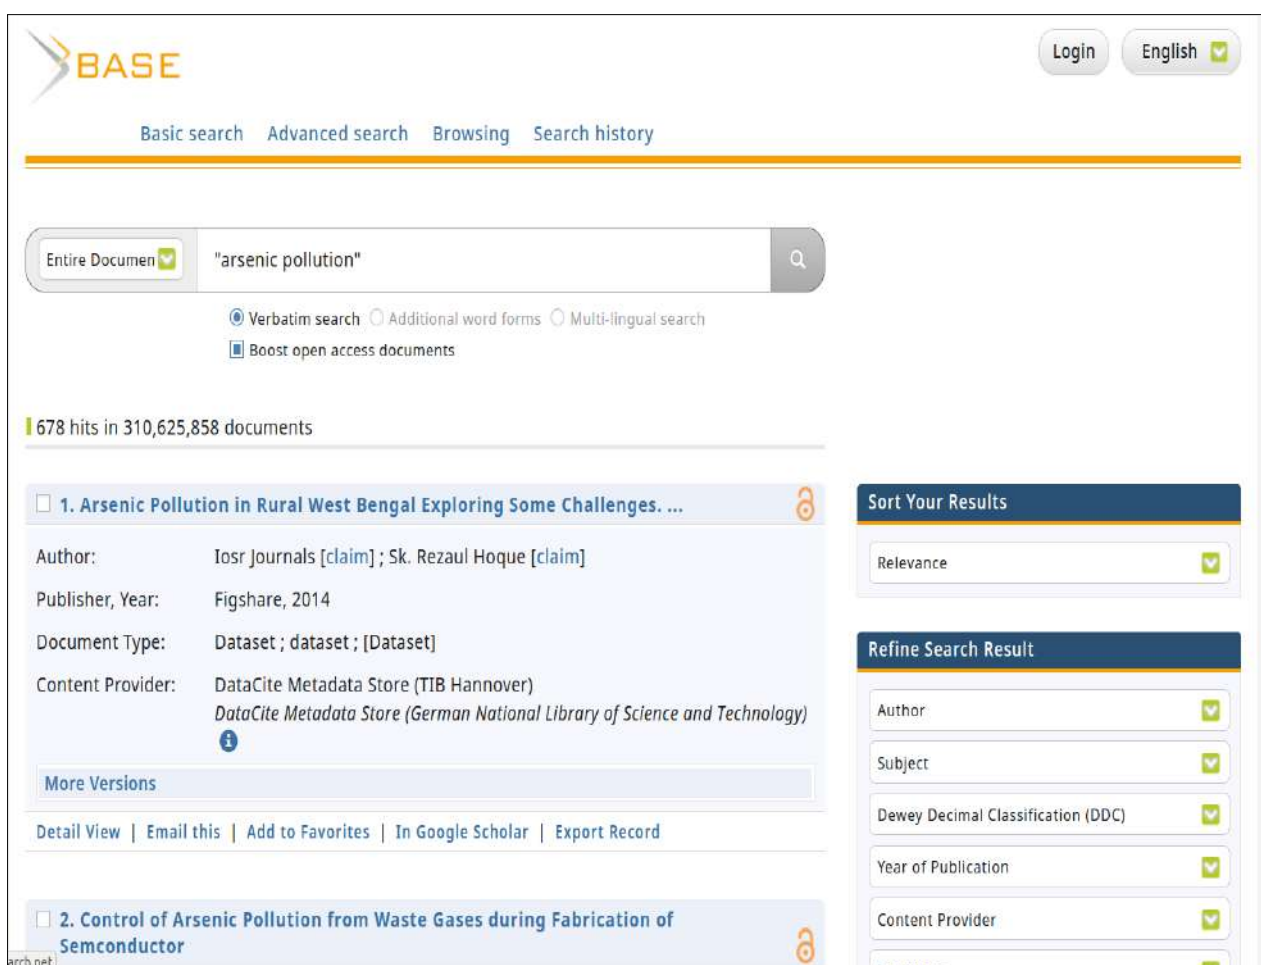 BASE
Login
English
Basic search Advanced search Browsing Search history
Entire Documen
"arsenic pollution"
Verbatim search Additional word forms Multi-lingual search
Boost open access documents
678 hits in 310,625,858 documents
1. Arsenic Pollution in Rural West Bengal Exploring Some Challenges. ...
Author: Iosr Journals [claim] ; Sk. Rezaul Hoque [claim]
Publisher, Year: Figshare, 2014
Document Type: Dataset ; dataset ; [Dataset]
Content Provider: DataCite Metadata Store (TIB Hannover)
DataCite Metadata Store (German National Library of Science and Technology)
More Versions
Detail View | Email this | Add to Favorites | In Google Scholar | Export Record
2. Control of Arsenic Pollution from Waste Gases during Fabrication of
Semconductor
Sort Your Results
Relevance
Refine Search Result
Author
Subject
Dewey Decimal Classification (DDC)
Year of Publication
Content Provider